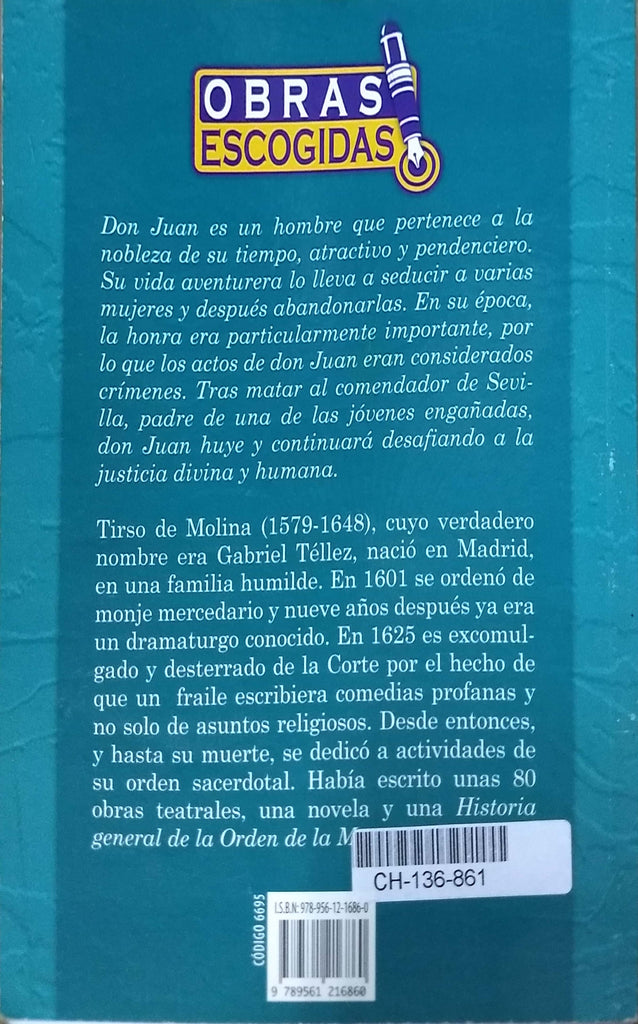 OBRAS
ESCOGIDAS
Don Juan es un hombre que pertenece a la
nobleza de su tiempo, atractivo y pendenciero.
Su vida aventurera lo lleva a seducir a varias
mujeres y después abandonarlas. En su época,
la honra era particularmente importante, por
lo que los actos de don Juan eran considerados
crímenes. Tras matar al comendador de Sevi-
lla, padre de una de las jóvenes engañadas,
don Juan huye y continuará desafiando a la
justicia divina y humana.
Tirso de Molina (1579-1648), cuyo verdadero
nombre era Gabriel Téllez, nació en Madrid,
en una familia humilde. En 1601 se ordenó de
monje mercedario y nueve años después ya era
un dramaturgo conocido. En 1625 es excomul-
gado y desterrado de la Corte por el hecho de
que un fraile escribiera comedias profanas y
no solo de asuntos religiosos. Desde entonces,
y hasta su muerte, se dedicó a actividades de
su orden sacerdotal. Había escrito unas 80
obras teatrales, una novela y una Historia
general de la Orden de la
CH-136-861
CÓDIGO 6695
I.S.B.N: 978-956-12-1686-0
9 789561 216860